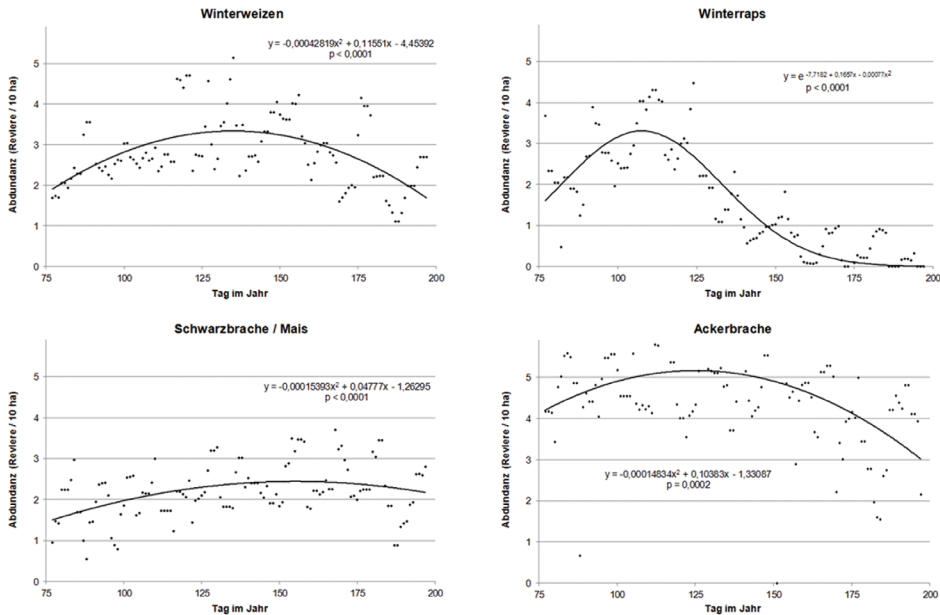 Winterweizen
y = -0,00042819x² + 0,11551x - 4,45392
p < 0,0001
Abdundanz (Reviere / 10 ha)
5
4
3
2
1
0
75 100 125 150 175 200
Tag im Jahr
Winterraps
y = e^-7,7182 + 0,1657x - 0,00077x²
p < 0,0001
Abdundanz (Reviere / 10 ha)
5
4
3
2
1
0
75 100 125 150 175 200
Tag im Jahr
Schwarzbrache / Mais
y = -0,00015393x² + 0,04777x - 1,26295
p < 0,0001
Abdundanz (Reviere / 10 ha)
5
4
3
2
1
0
75 100 125 150 175 200
Tag im Jahr
Ackerbrache
Abdundanz (Reviere / 10 ha)
5
4
3
2
1
0
y = -0,00014834x² + 0,10383x - 1,33087
p = 0,0002
75 100 125 150 175 200
Tag im Jahr